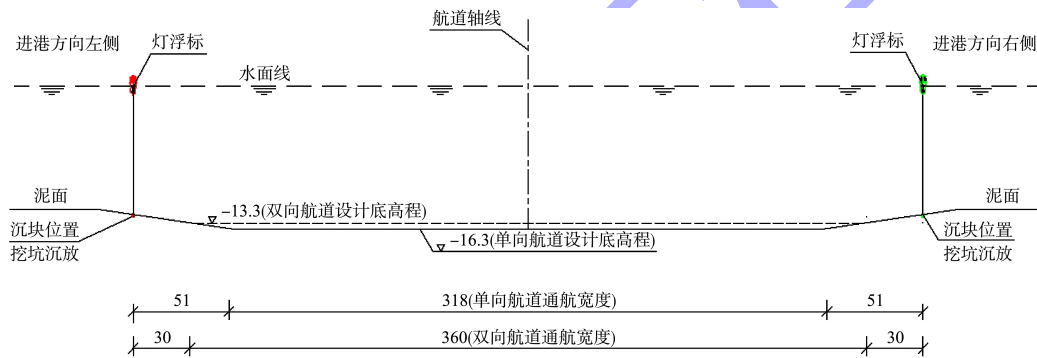 航道轴线
进港方向左侧
灯浮标
灯浮标
进港方向右侧
水面线
泥面
泥面
-13.3(双向航道设计底高程)
沉块位置
挖坑沉放
-16.3(单向航道设计底高程)
沉块位置
挖坑沉放
51
318(单向航道通航宽度)
51
30
360(双向航道通航宽度)
30